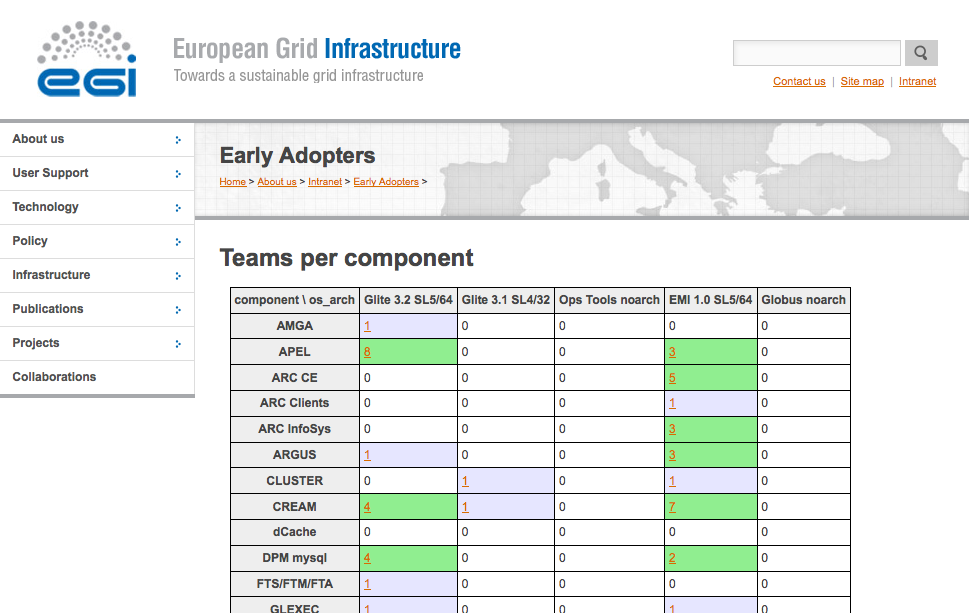 egi
European Grid Infrastructure
Towards a sustainable grid infrastructure
Contact us | Site map | Intranet
About us
User Support
Technology
Policy
Infrastructure
Publications
Projects
Collaborations
Early Adopters
Home > About us > Intranet > Early Adopters >
Teams per component
component \ os_arch Glite 3.2 SL5/64 Glite 3.1 SL4/32 Ops Tools noarch EMI 1.0 SL5/64 Globus noarch
AMGA 1 0 0 0 0
APEL 8 0 0 3 0
ARC CE 0 0 0 5 0
ARC Clients 0 0 0 1 0
ARC InfoSys 0 0 0 3 0
ARGUS 1 0 0 3 0
CLUSTER 0 1 0 1 0
CREAM 4 1 0 7 0
dCache 0 0 0 0 0
DPM mysql 4 0 0 2 0
FTS/FTM/FTA 1 0 0 0 0
GLEXEC 1 0 0 1 0